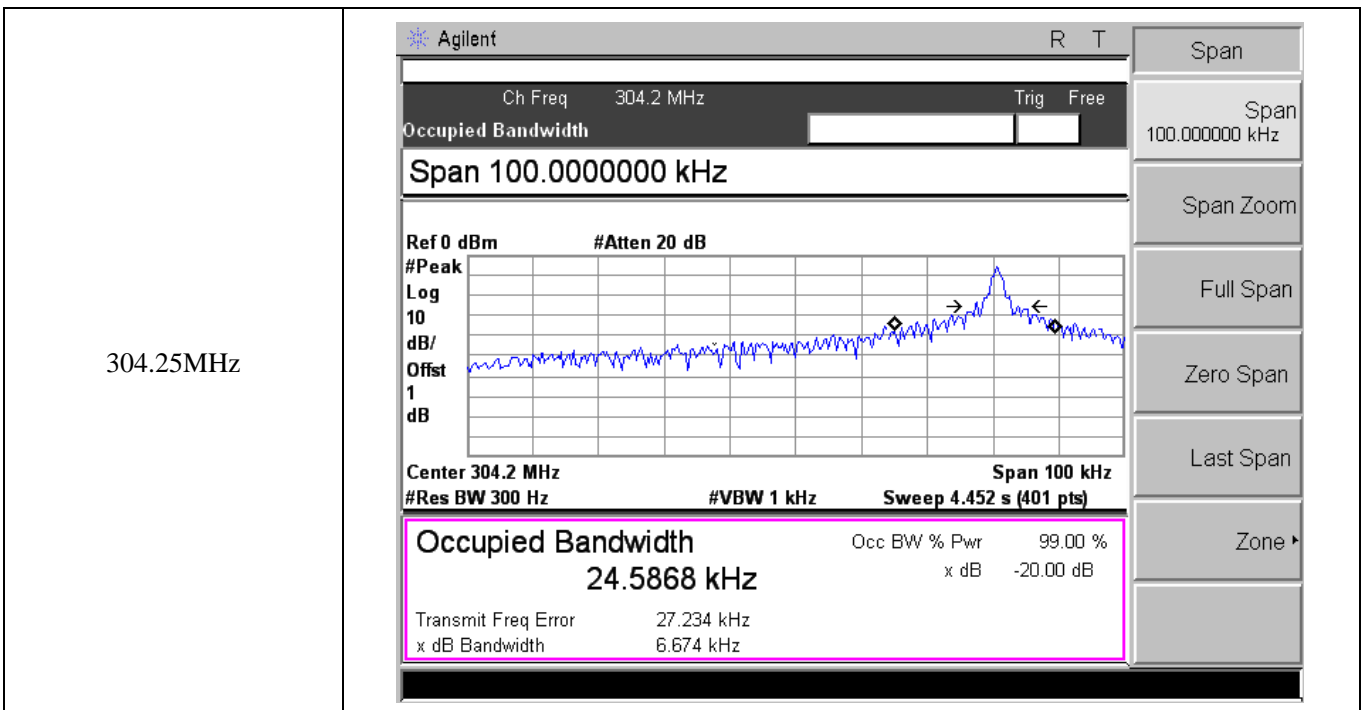 304.25MHz
Agilent R T
Ch Freq 304.2 MHz Trig Free
Occupied Bandwidth
Span 100.0000000 kHz
Ref 0 dBm #Atten 20 dB
#Peak
Log
10
dB/
Offst
1
dB
Center 304.2 MHz Span 100 kHz
#Res BW 300 Hz #VBW 1 kHz Sweep 4.452 s (401 pts)
Occupied Bandwidth Occ BW % Pwr 99.00 %
24.5868 kHz x dB -20.00 dB
Transmit Freq Error 27.234 kHz
x dB Bandwidth 6.674 kHz
Span
Span
100.000000 kHz
Span Zoom
Full Span
Zero Span
Last Span
Zone